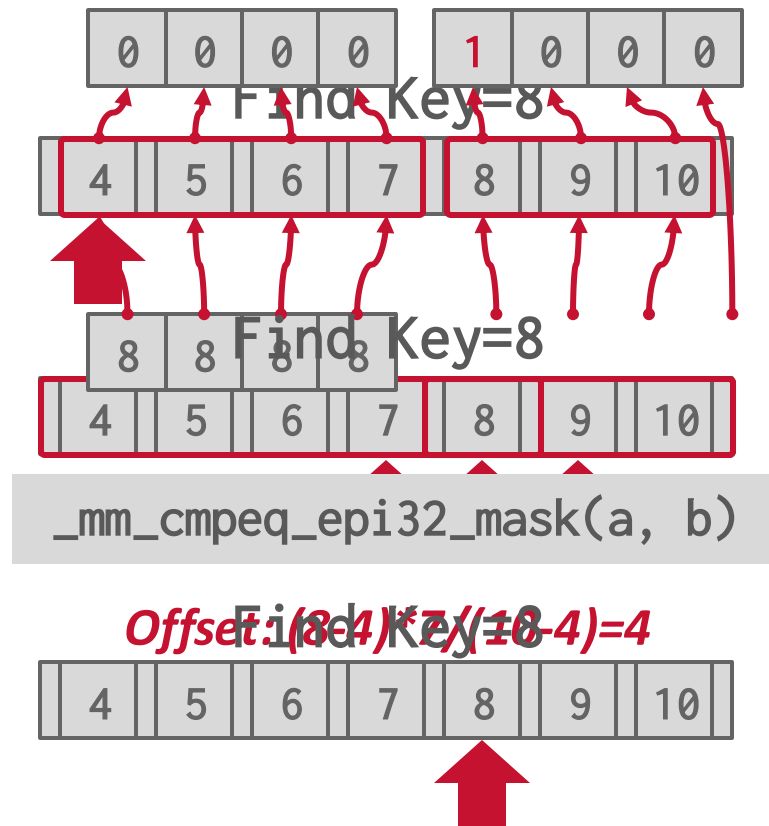 0 0 0 0 1 0 0 0
Find Key=8
4 5 6 7 8 9 10
Find Key=8
8 8 8 8
4 5 6 7 8 9 10
_mm_cmpeq_epi32_mask(a, b)
Offset: (8-4)*7/(10-4)=4
Find Key=8
4 5 6 7 8 9 10